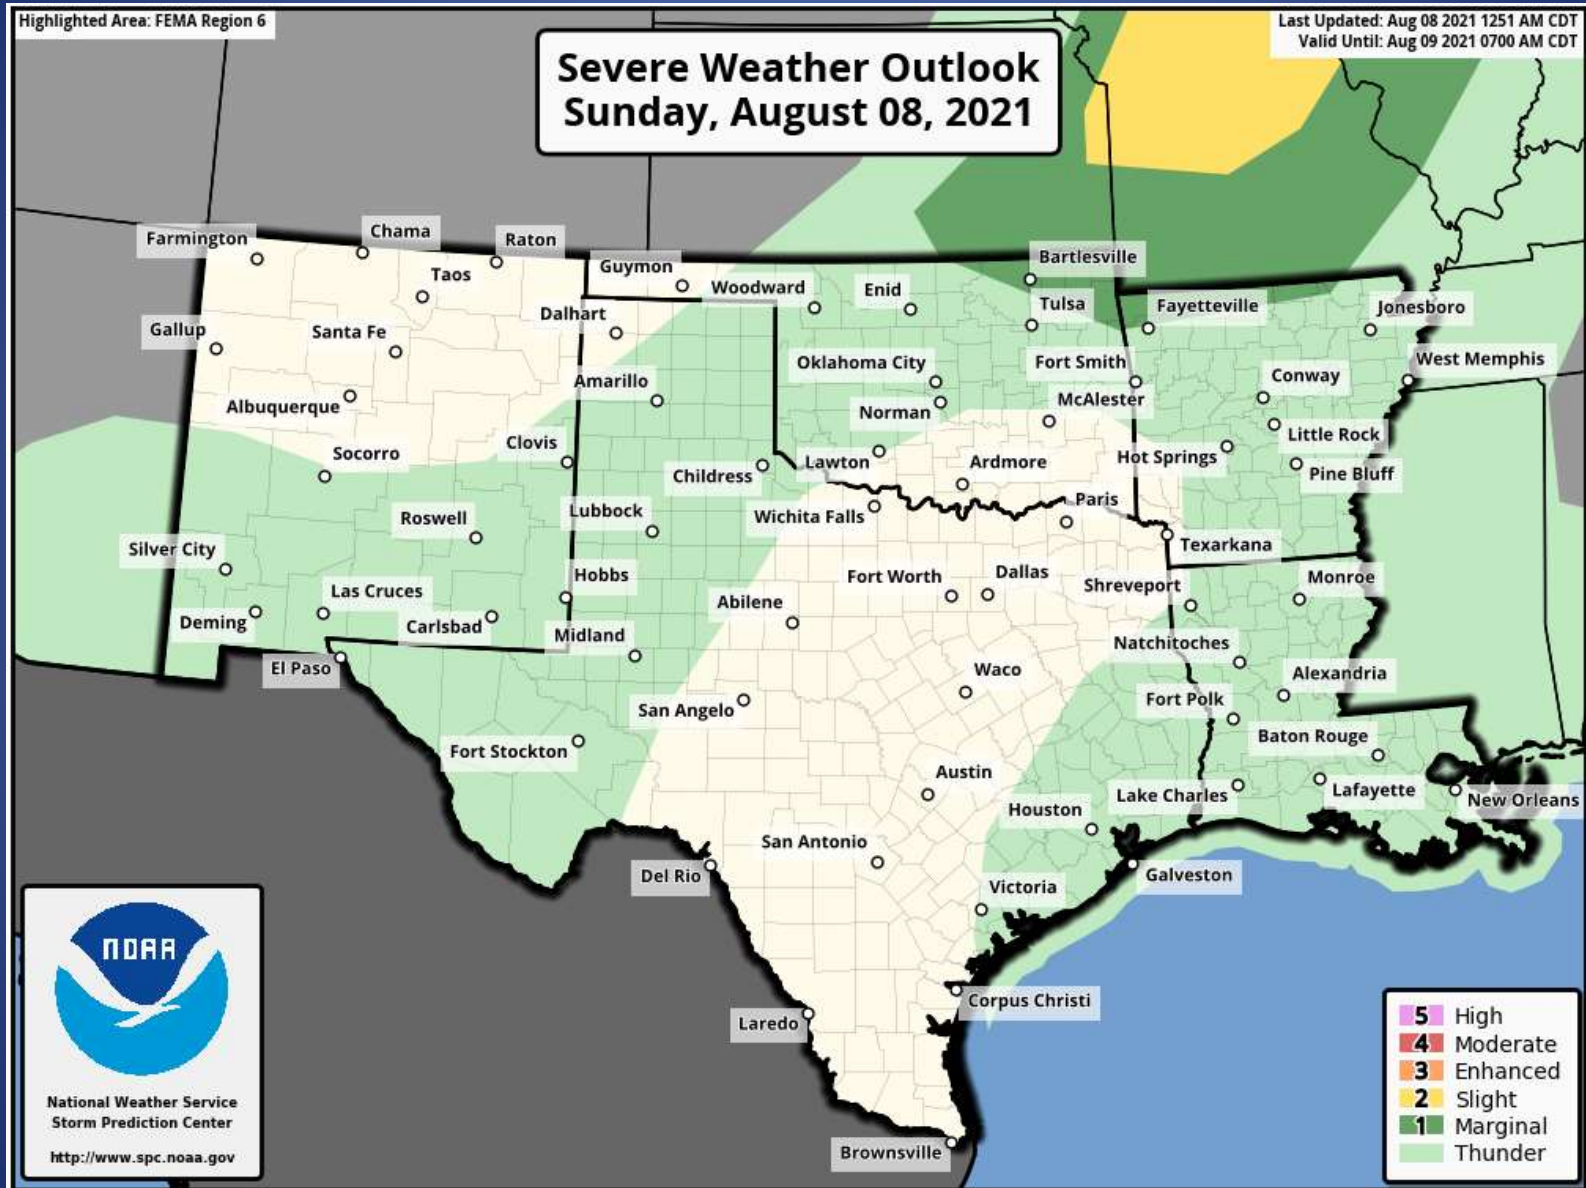 Highlighted Area: FEMA Region 6
Last Updated: Aug 08 2021 1251 AM CDT
Valid Until: Aug 09 2021 0700 AM CDT
Severe Weather Outlook
Sunday, August 08, 2021
Farmington
Chama
Raton
Taos
Guymon
Woodward
Enid
Bartlesville
Tulsa
Fayetteville
Jonesboro
Gallup
Santa Fe
Dalhart
Oklahoma City
Fort Smith
West Memphis
Amarillo
Conway
Albuquerque
Norman
McAlester
Little Rock
Socorro
Clovis
Childress
Lawton
Ardmore
Hot Springs
Pine Bluff
Roswell
Lubbock
Wichita Falls
Paris
Texarkana
Silver City
Hobbs
Fort Worth
Dallas
Shreveport
Monroe
Las Cruces
Abilene
Deming
Carlsbad
Midland
Natchitoches
El Paso
Waco
Alexandria
San Angelo
Fort Polk
Fort Stockton
Baton Rouge
Austin
Lake Charles
Lafayette
New Orleans
Houston
San Antonio
Del Rio
Victoria
Galveston
Corpus Christi
Laredo
Brownsville
NOAA
National Weather Service
Storm Prediction Center
http://www.spc.noaa.gov
5 High
4 Moderate
3 Enhanced
2 Slight
1 Marginal
Thunder